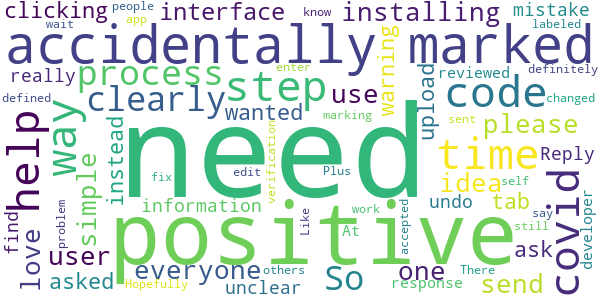 clicking people app interface installing know mistake
wait labeled
accidentally marked
really process step warning reviewed definitely
defined clearly use upload code changed
way wanted need marking please
help instead verification enter sent
simple fix edit Plus time Reply
information positive idea self
love user work undo tab covid
find problem Like At accepted still say developer
asked everyone others So one There ask
Hopefully unclear response send